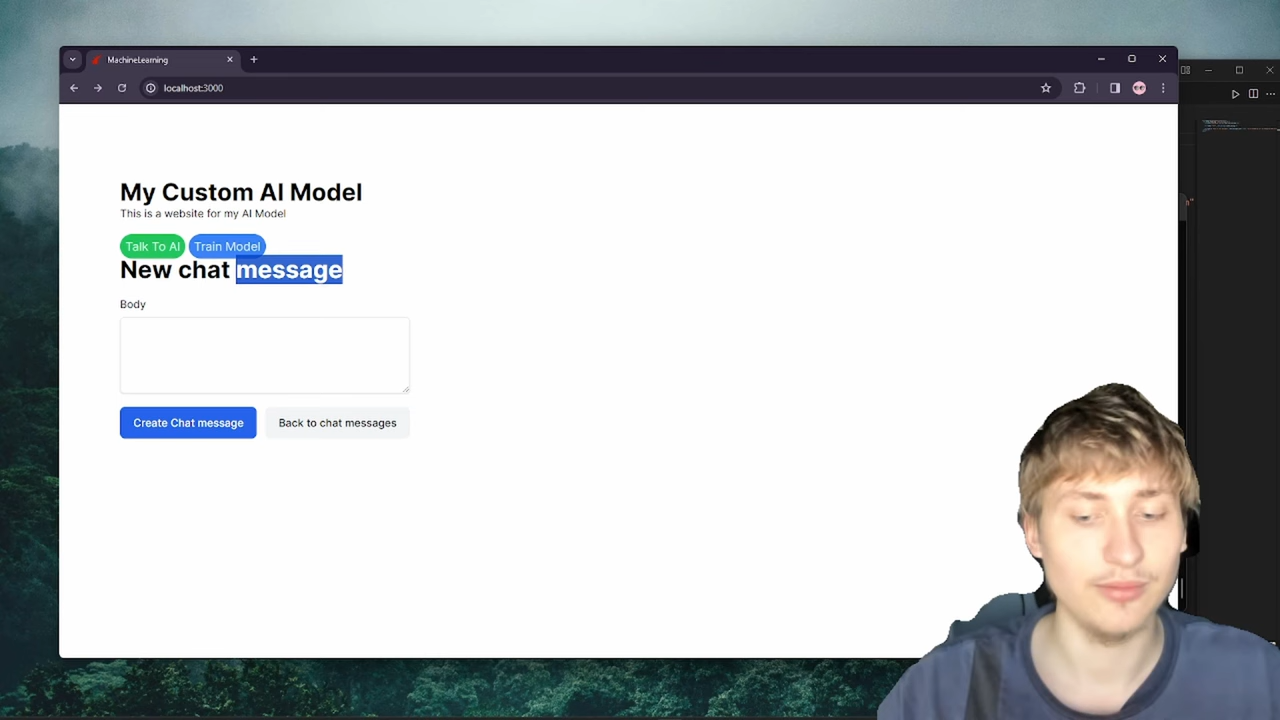 MachineLearning
localhost:3000
My Custom AI Model
This is a website for my AI Model
Talk To AI Train Model
New chat message
Body
Create Chat message Back to chat messages